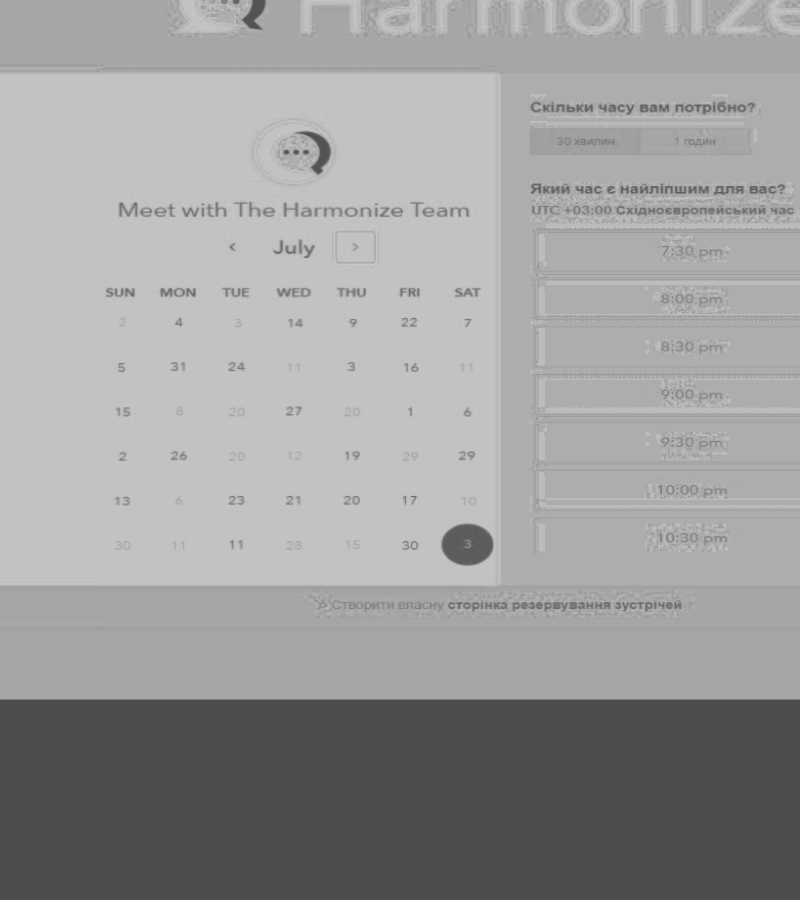 Harmonize
Meet with The Harmonize Team
< July >
SUN MON TUE WED THU FRI SAT
2 4 3 14 9 22 7
5 31 24 11 3 16 11
15 8 20 27 20 1 6
2 26 20 12 19 29 29
13 6 23 21 20 17 10
30 11 11 28 15 30 3
Скільки часу вам потрібно?
30 хвилин 1 годин
Який час є найліпшим для вас?
UTC +03:00 Східноєвропейський час
7:30 pm
8:00 pm
8:30 pm
9:00 pm
9:30 pm
10:00 pm
10:30 pm
Створити власну сторінка резервування зустрічей